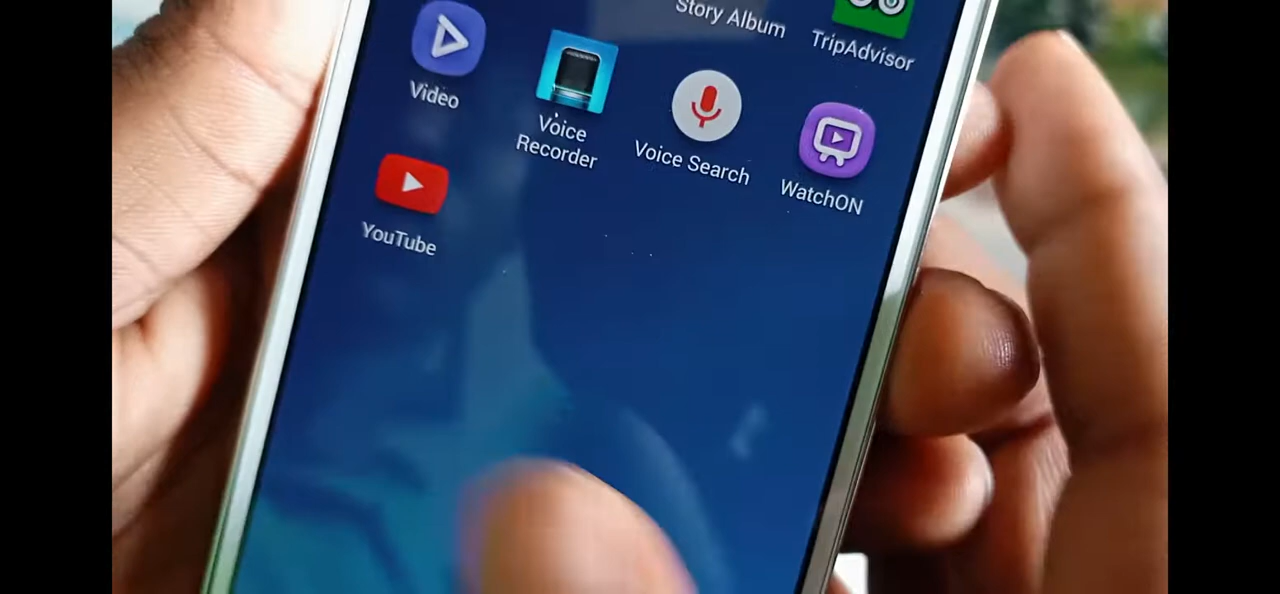 Story Album
TripAdvisor
Video
Voice
Recorder
Voice Search
WatchON
YouTube